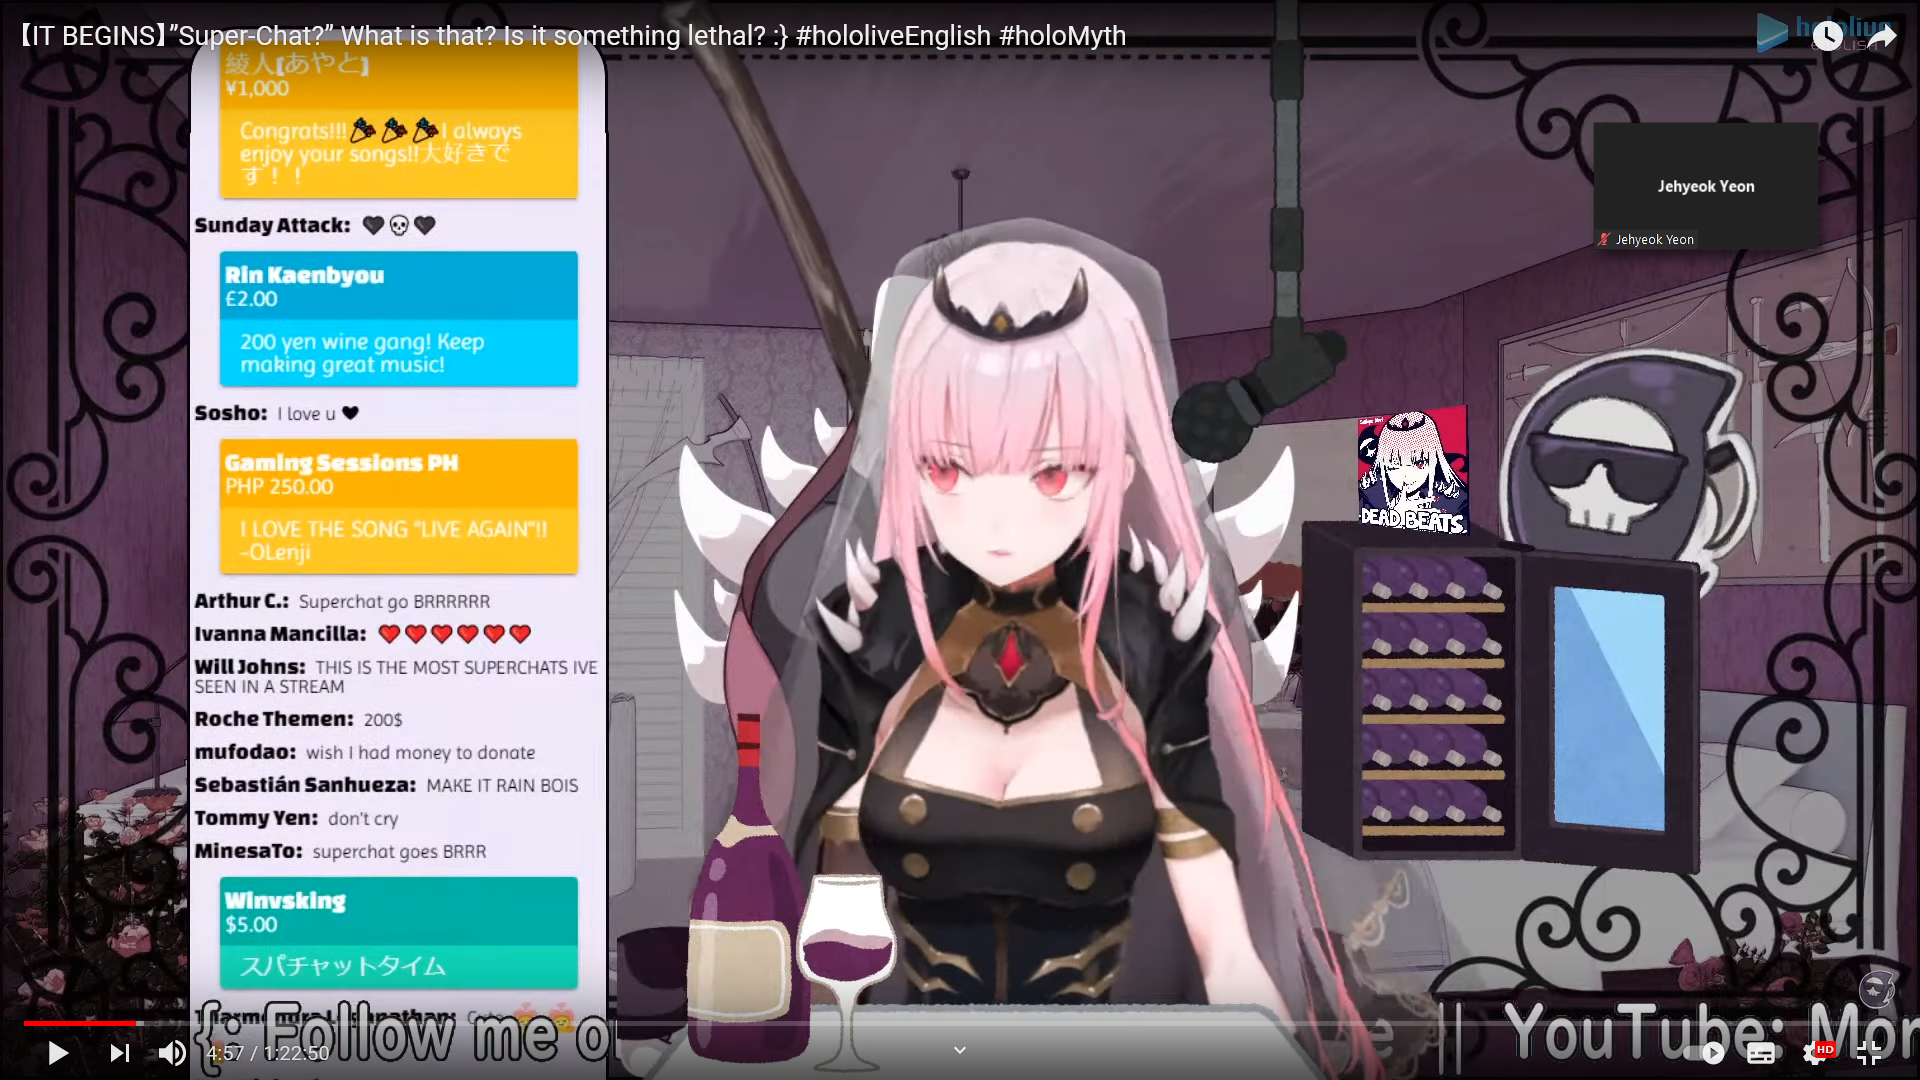 【IT BEGINS】”Super-Chat?” What is that? Is it something lethal? :} #hololiveEnglish #holoMyth
hololive
ENGLISH
綾人[あやと]
¥1,000
Congrats!!!🎉🎉🎉I always
enjoy your songs!!大好きで
す！！
Sunday Attack: 🖤💀🖤
Rin Kaenbyou
£2.00
200 yen wine gang! Keep
making great music!
Sosho: I love u 🖤
Gaming Sessions PH
PHP 250.00
I LOVE THE SONG "LIVE AGAIN"!!
-OLenji
Arthur C.: Superchat go BRRRRRR
Ivanna Mancilla: ❤️❤️❤️❤️❤️❤️
Will Johns: THIS IS THE MOST SUPERCHATS IVE
SEEN IN A STREAM
Roche Themen: 200$
mufodao: wish I had money to donate
Sebastián Sanhueza: MAKE IT RAIN BOIS
Tommy Yen: don't cry
MinesaTo: superchat goes BRRR
Winvsking
$5.00
スパチャットタイム
Jehyeok Yeon
Jehyeok Yeon
DEAD BEATS
{: Follow me o
e || YouTube: Mor
4:57 / 1:22:50
HD